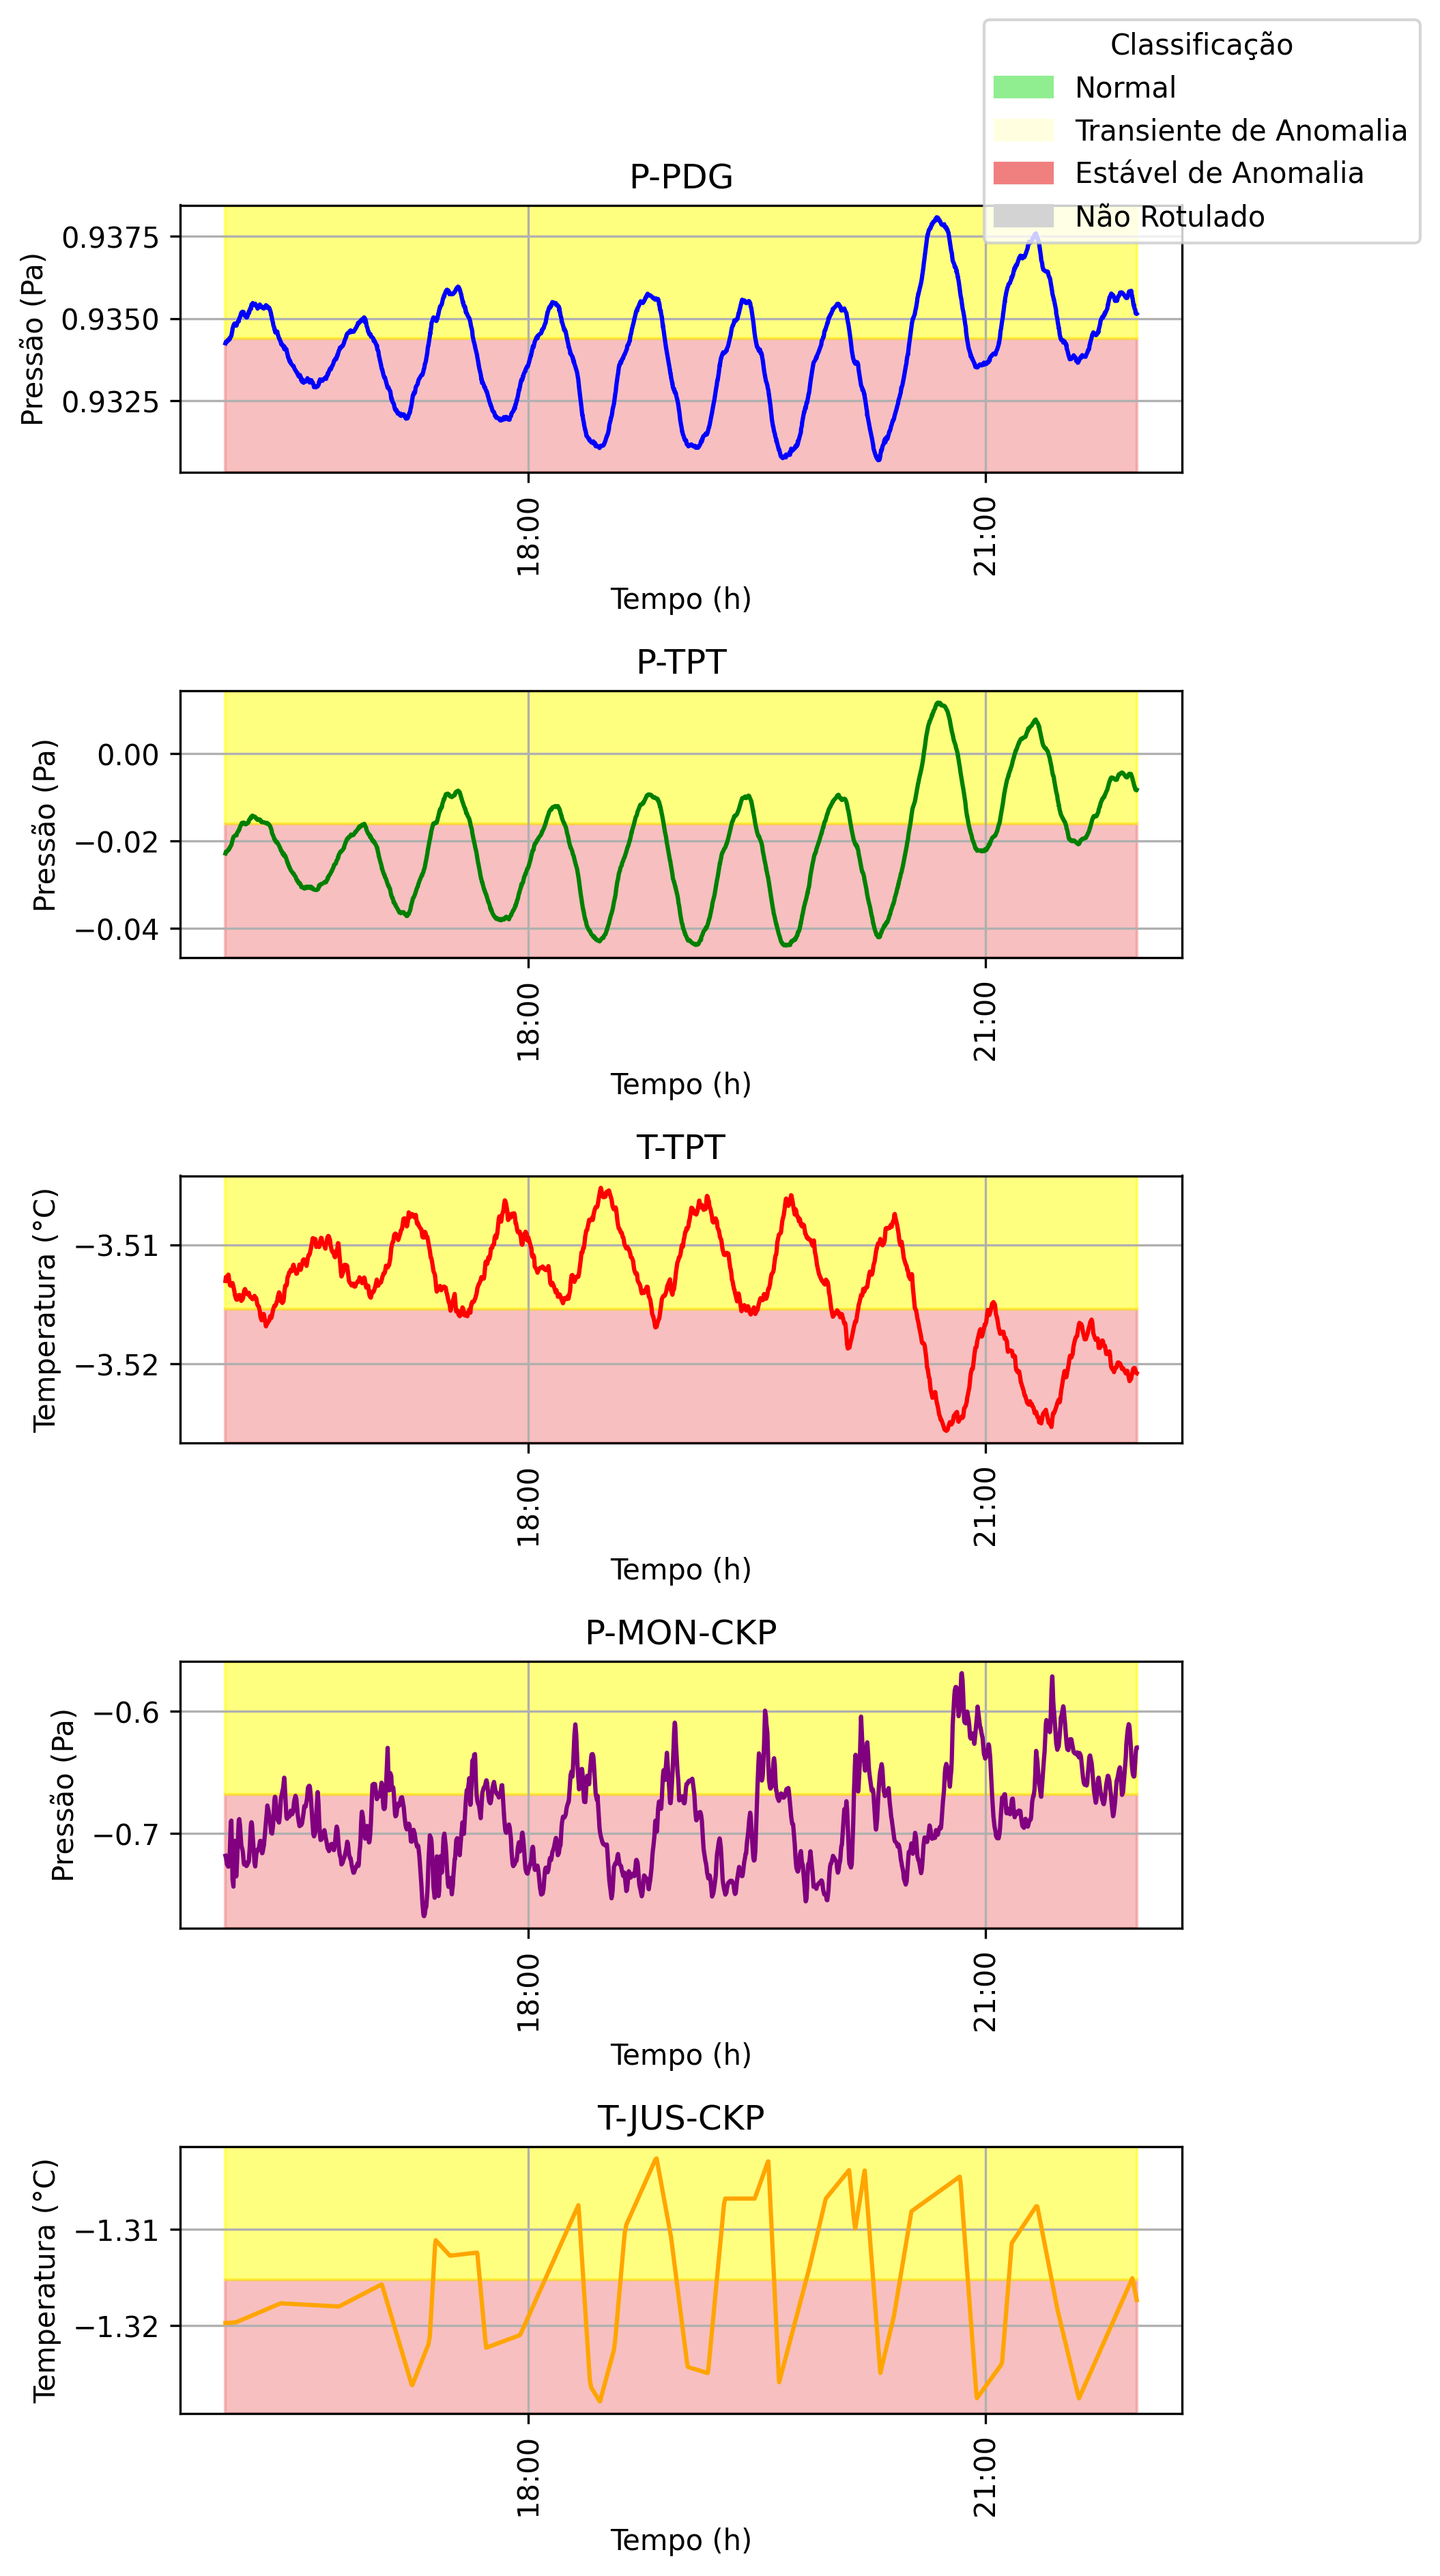 Classificação
Normal
Transiente de Anomalia
Estável de Anomalia
Não Rotulado
P-PDG
Pressão (Pa)
0.9375
0.9350
0.9325
18:00
21:00
Tempo (h)
P-TPT
Pressão (Pa)
0.00
−0.02
−0.04
18:00
21:00
Tempo (h)
T-TPT
Temperatura (°C)
−3.51
−3.52
18:00
21:00
Tempo (h)
P-MON-CKP
Pressão (Pa)
−0.6
−0.7
18:00
21:00
Tempo (h)
T-JUS-CKP
Temperatura (°C)
−1.31
−1.32
18:00
21:00
Tempo (h)